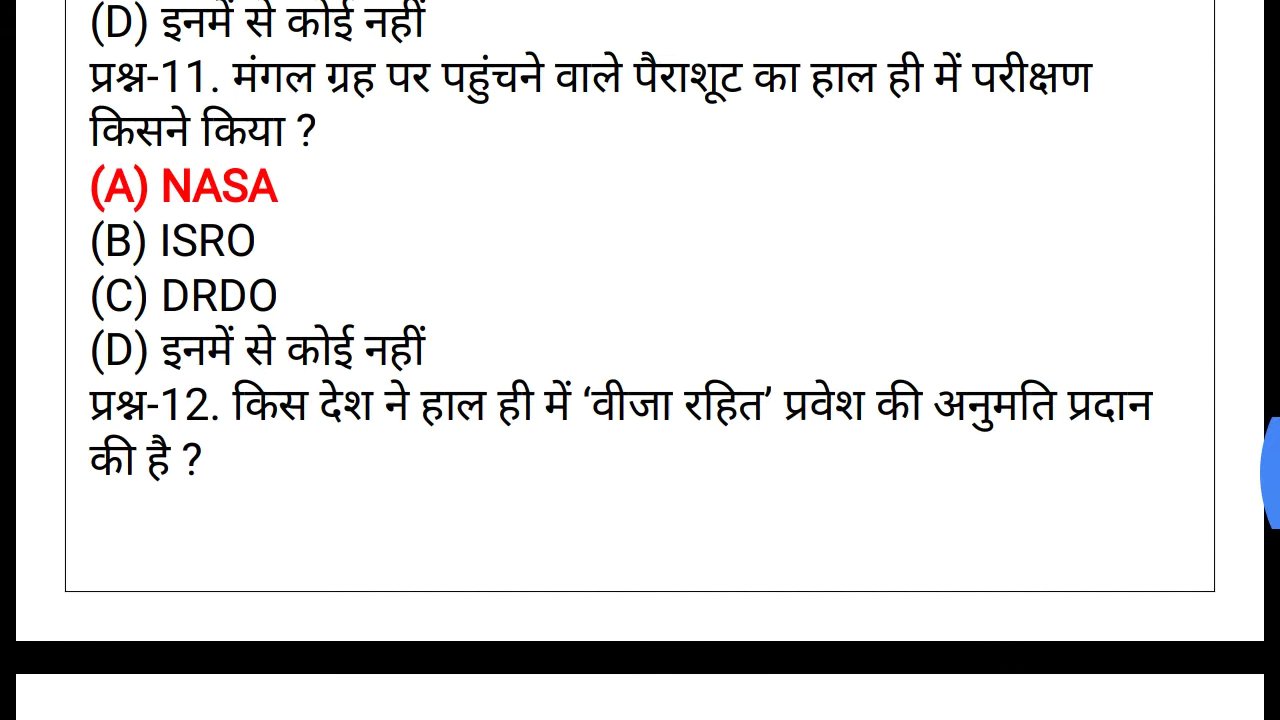 (D) इनमें से कोई नहीं
प्रश्न-11. मंगल ग्रह पर पहुंचने वाले पैराशूट का हाल ही में परीक्षण
किसने किया ?
(A) NASA
(B) ISRO
(C) DRDO
(D) इनमें से कोई नहीं
प्रश्न-12. किस देश ने हाल ही में ‘वीजा रहित’ प्रवेश की अनुमति प्रदान
की है ?